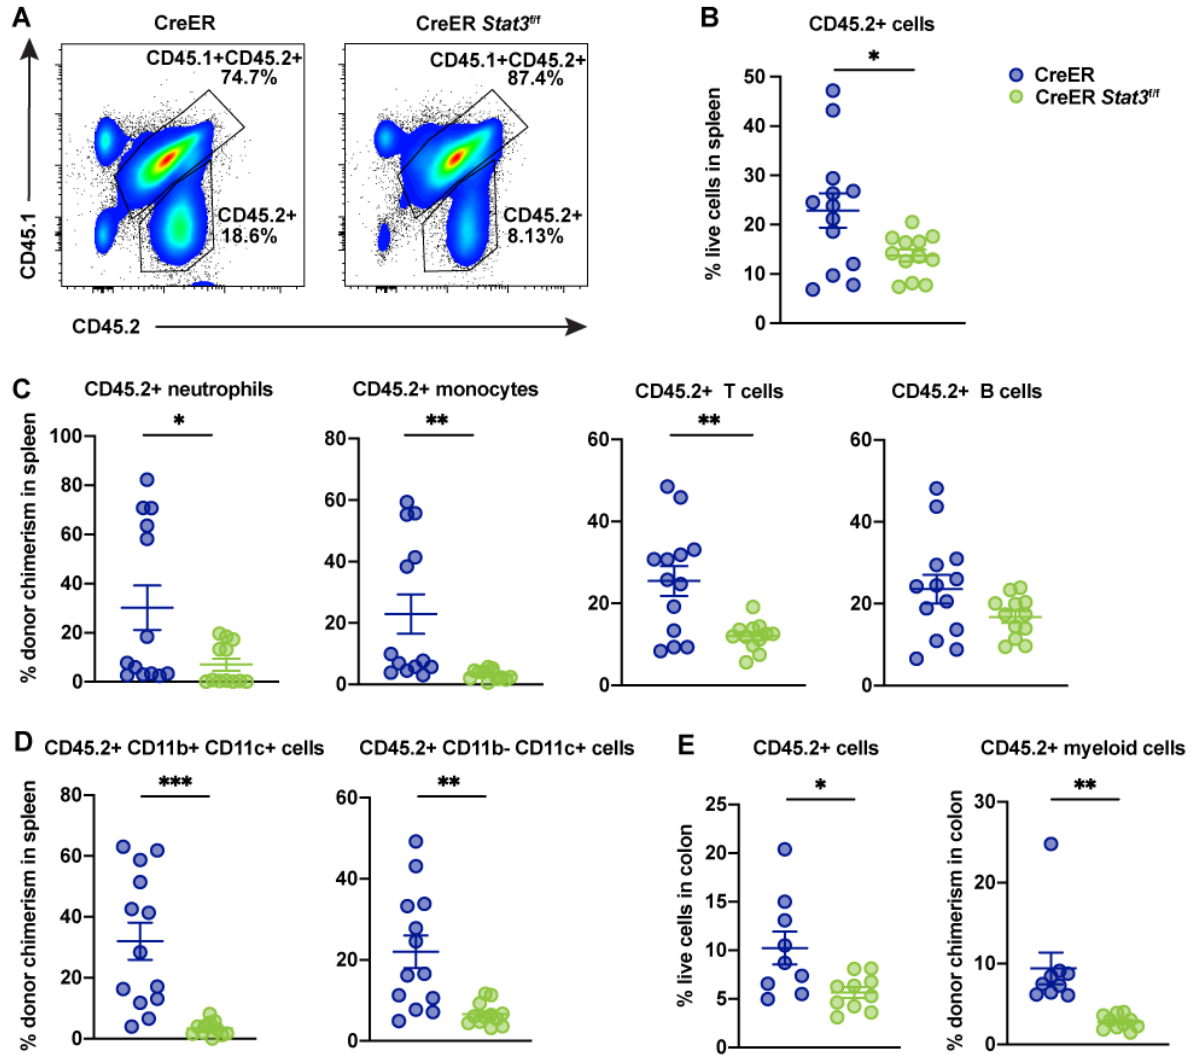 A
CreER
CreER Stat3f/f
CD45.1+CD45.2+
74.7%
CD45.2+
18.6%
CD45.1+CD45.2+
87.4%
CD45.2+
8.13%
CD45.1
CD45.2
B
CD45.2+ cells
*
% live cells in spleen
50
40
30
20
10
0
CreER
CreER Stat3f/f
C
CD45.2+ neutrophils
*
% donor chimerism in spleen
100
80
60
40
20
0
CD45.2+ monocytes
**
80
60
40
20
0
CD45.2+ T cells
**
60
40
20
0
CD45.2+ B cells
60
40
20
0
D
CD45.2+ CD11b+ CD11c+ cells
***
% donor chimerism in spleen
80
60
40
20
0
CD45.2+ CD11b- CD11c+ cells
**
60
40
20
0
E
CD45.2+ cells
*
% live cells in colon
25
20
15
10
5
0
CD45.2+ myeloid cells
**
% donor chimerism in colon
30
20
10
0